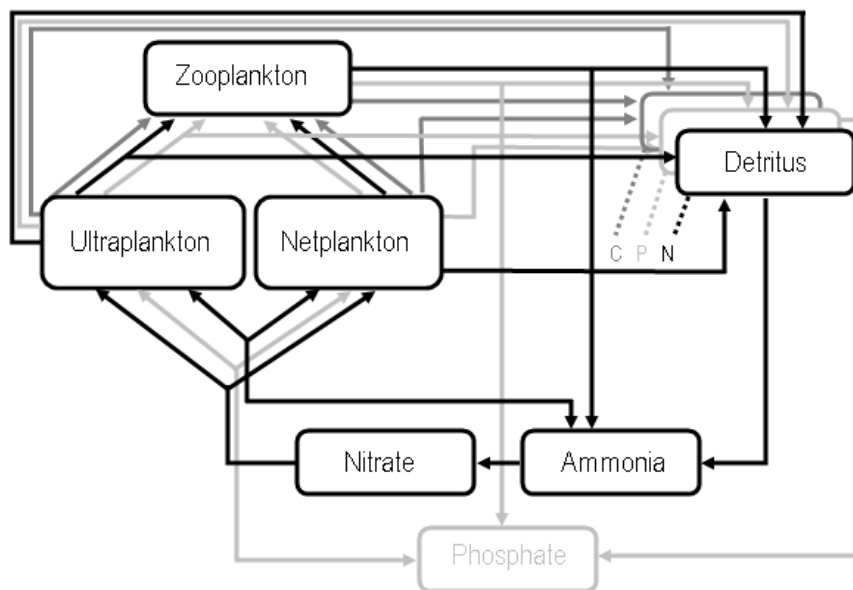 Zooplankton
Detritus
Ultraplankton
Netplankton
C P N
Nitrate
Ammonia
Phosphate